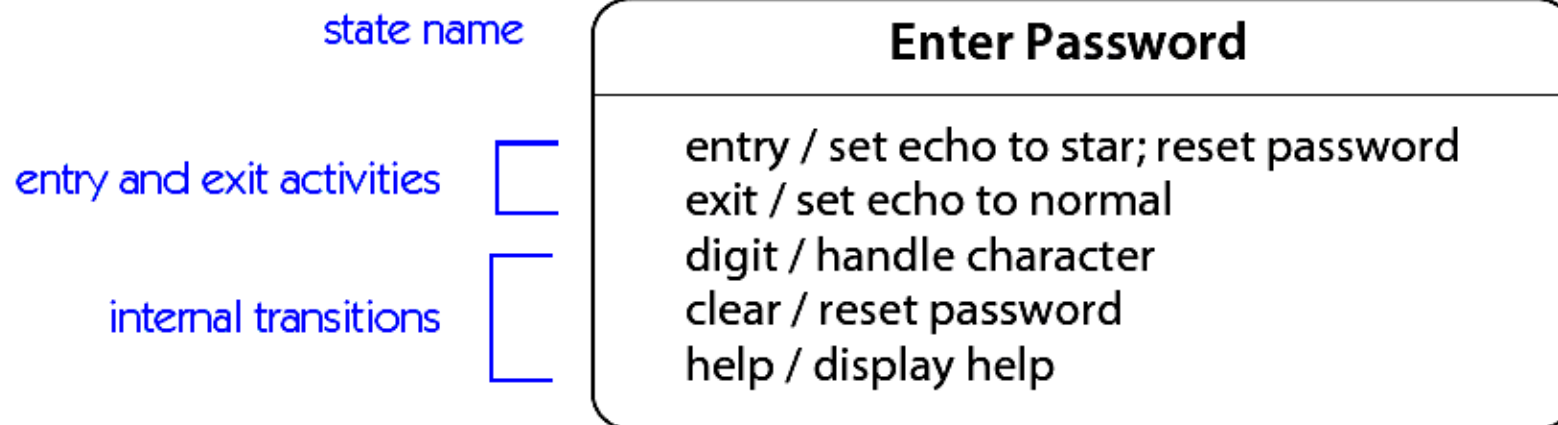 state name
Enter Password
entry and exit activities
entry / set echo to star; reset password
exit / set echo to normal
internal transitions
digit / handle character
clear / reset password
help / display help